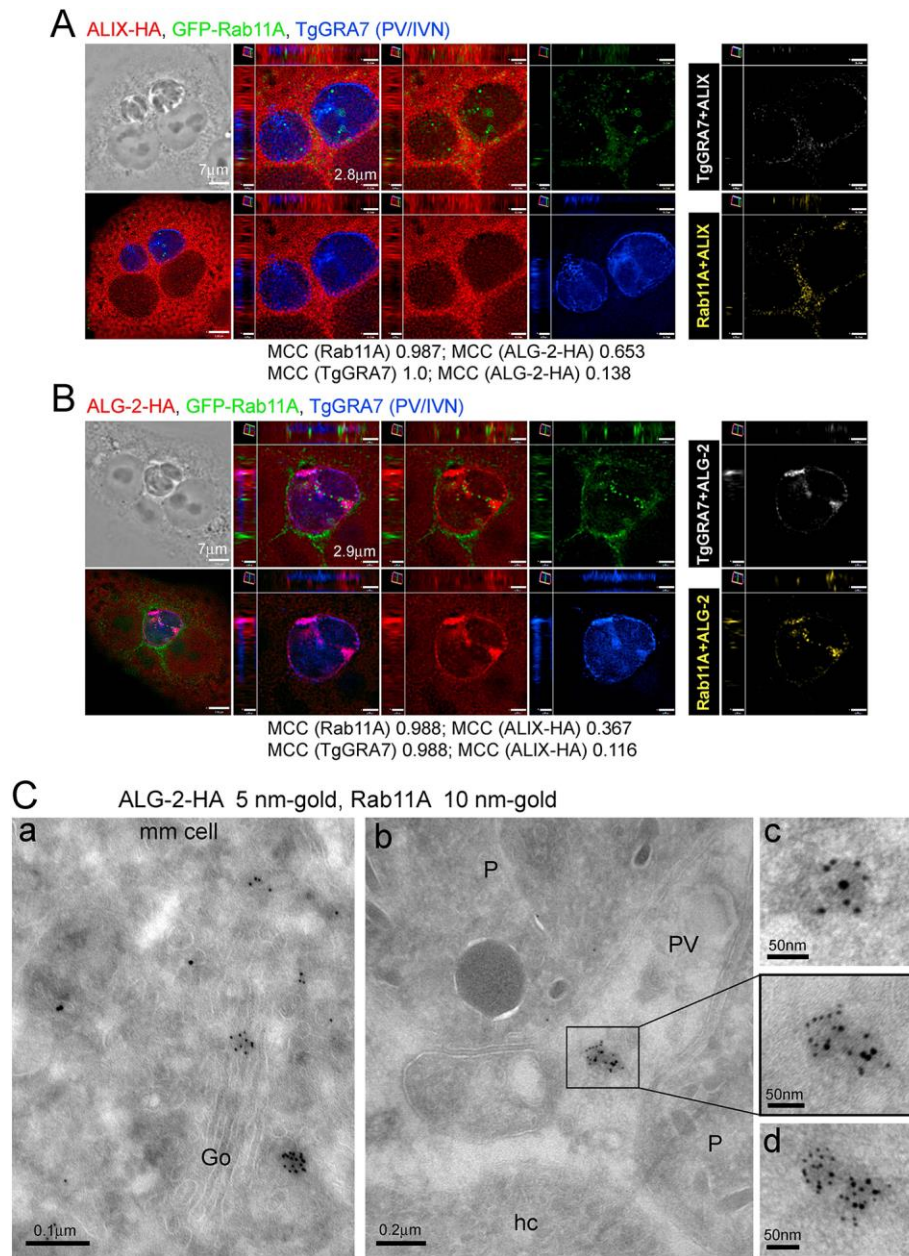 A
ALIX-HA, GFP-Rab11A, TgGRA7 (PV/IVN)
7µm
2.8µm
TgGRA7+ALIX
Rab11A+ALIX
MCC (Rab11A) 0.987; MCC (ALG-2-HA) 0.653
MCC (TgGRA7) 1.0; MCC (ALG-2-HA) 0.138
B
ALG-2-HA, GFP-Rab11A, TgGRA7 (PV/IVN)
7µm
2.9µm
TgGRA7+ALG-2
Rab11A+ALG-2
MCC (Rab11A) 0.988; MCC (ALIX-HA) 0.367
MCC (TgGRA7) 0.988; MCC (ALIX-HA) 0.116
C
ALG-2-HA 5 nm-gold, Rab11A 10 nm-gold
a
mm cell
Go
0.1µm
b
P
PV
P
hc
0.2µm
c
50nm
50nm
d
50nm